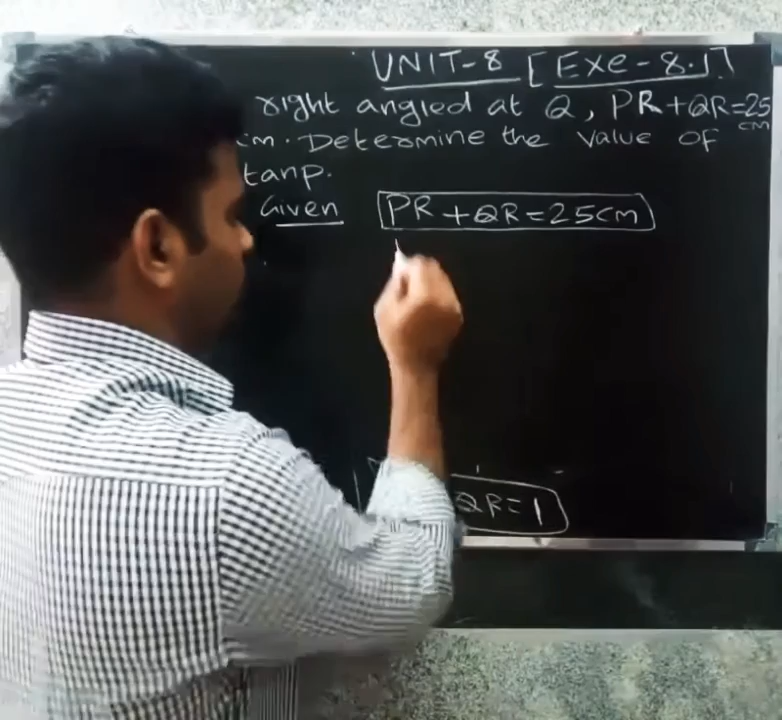 UNIT-8 [Exe-8.1]
right angled at Q, PR+QR=25
cm. Determine the value of cm
tanp.
Given PR+QR=25cm
QR=1